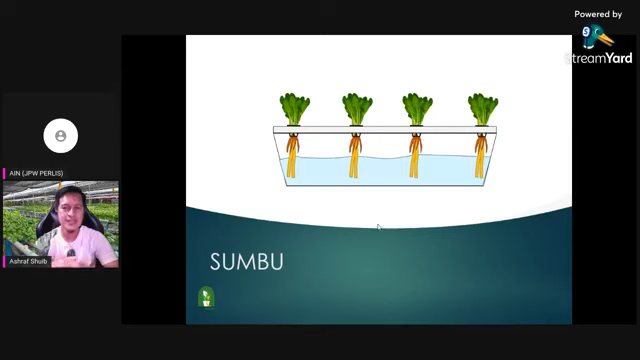 Powered by
StreamYard
AIN (JPW PERLIS)
Ashraf Shuib
SUMBU